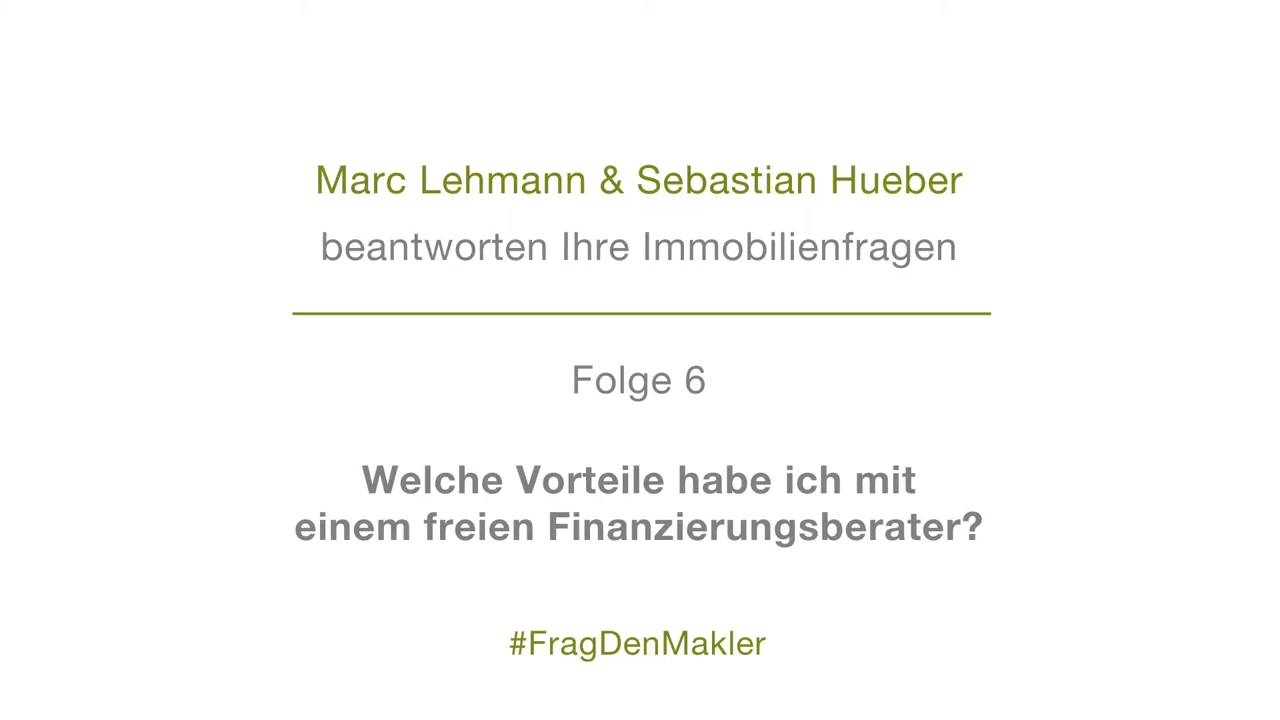 Marc Lehmann & Sebastian Hueber
beantworten Ihre Immobilienfragen
Folge 6
Welche Vorteile habe ich mit
einem freien Finanzierungsberater?
#FragDenMakler